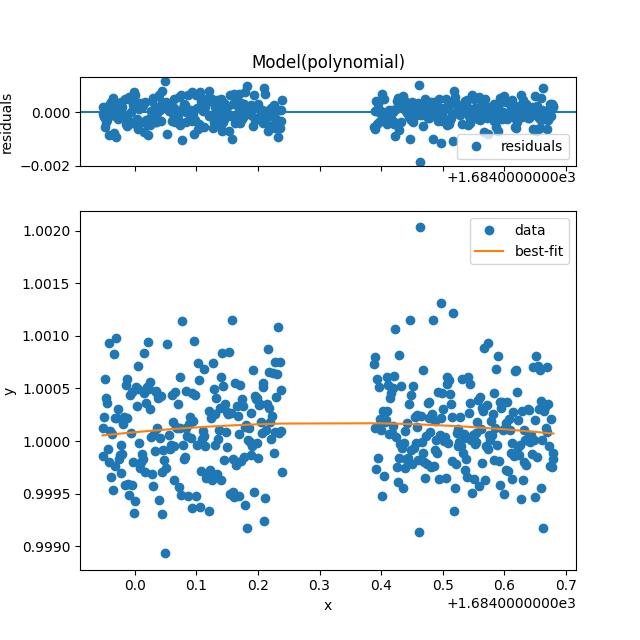 Model(polynomial)
residuals
0.000
−0.002
residuals
+1.6840000000e3
y
1.0020
1.0015
1.0010
1.0005
1.0000
0.9995
0.9990
data
best-fit
0.0 0.1 0.2 0.3 0.4 0.5 0.6 0.7
x
+1.6840000000e3